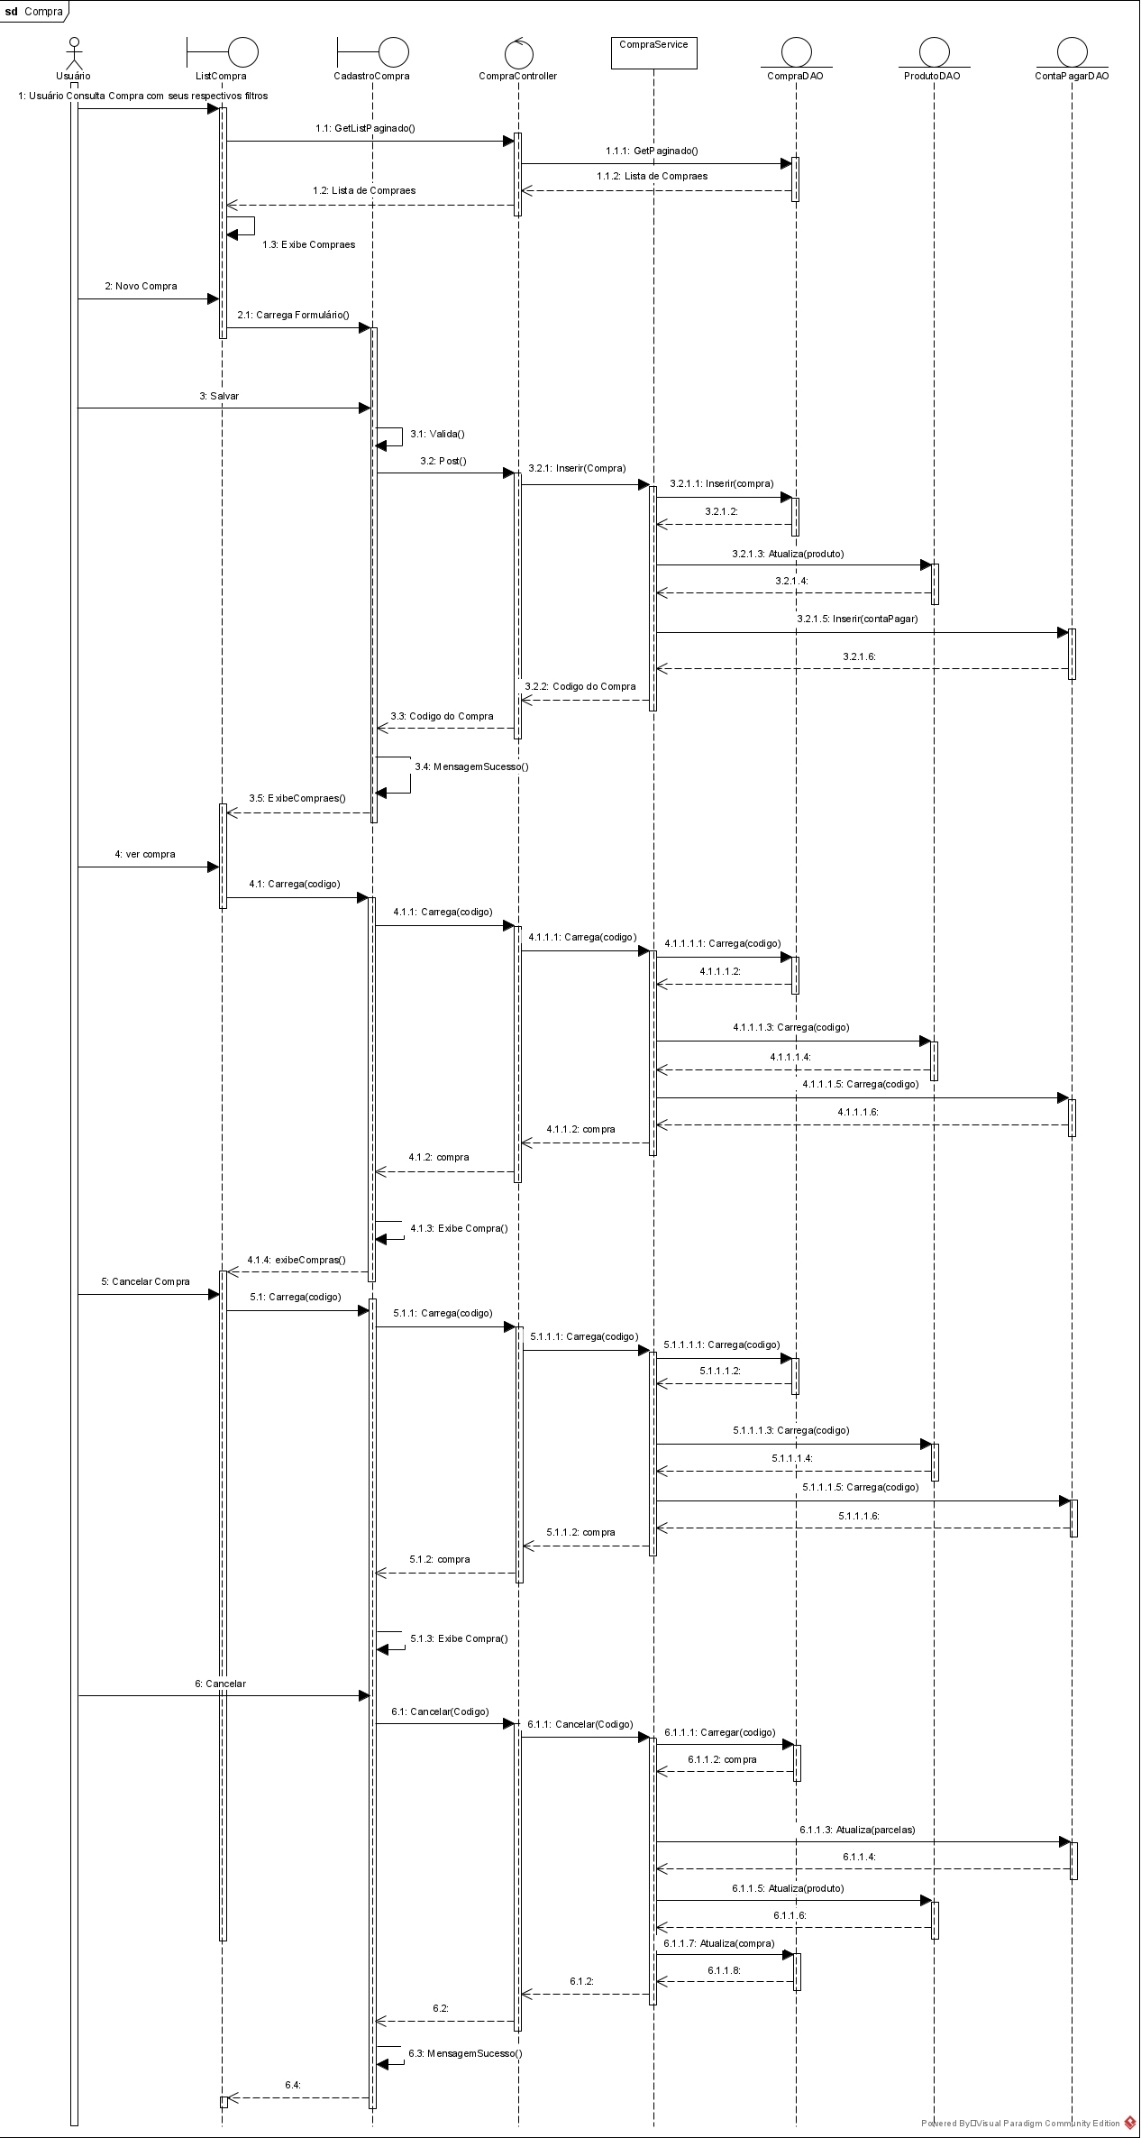 sd Compra
Usuário
ListCompra
CadastroCompra
CompraController
CompraService
CompraDAO
ProdutoDAO
ContaPagarDAO
1: Usuário Consulta Compra com seus respectivos filtros
1.1: GetListPaginado()
1.1.1: GetPaginado()
1.1.2: Lista de Compraes
1.2: Lista de Compraes
1.3: Exibe Compraes
2: Novo Compra
2.1: Carrega Formulário()
3: Salvar
3.1: Valida()
3.2: Post()
3.2.1: Inserir(Compra)
3.2.1.1: Inserir(compra)
3.2.1.2:
3.2.1.3: Atualiza(produto)
3.2.1.4:
3.2.1.5: Inserir(contaPagar)
3.2.1.6:
3.2.2: Codigo do Compra
3.3: Codigo do Compra
3.4: MensagemSucesso()
3.5: ExibeCompraes()
4: ver compra
4.1: Carrega(codigo)
4.1.1: Carrega(codigo)
4.1.1.1: Carrega(codigo)
4.1.1.1.1: Carrega(codigo)
4.1.1.1.2:
4.1.1.1.3: Carrega(codigo)
4.1.1.1.4:
4.1.1.1.5: Carrega(codigo)
4.1.1.1.6:
4.1.1.2: compra
4.1.2: compra
4.1.3: Exibe Compra()
4.1.4: exibeCompras()
5: Cancelar Compra
5.1: Carrega(codigo)
5.1.1: Carrega(codigo)
5.1.1.1: Carrega(codigo)
5.1.1.1.1: Carrega(codigo)
5.1.1.1.2:
5.1.1.1.3: Carrega(codigo)
5.1.1.1.4:
5.1.1.1.5: Carrega(codigo)
5.1.1.1.6:
5.1.1.2: compra
5.1.2: compra
5.1.3: Exibe Compra()
6: Cancelar
6.1: Cancelar(Codigo)
6.1.1: Cancelar(Codigo)
6.1.1.1: Carregar(codigo)
6.1.1.2: compra
6.1.1.3: Atualiza(parcelas)
6.1.1.4:
6.1.1.5: Atualiza(produto)
6.1.1.6:
6.1.1.7: Atualiza(compra)
6.1.1.8:
6.1.2:
6.2:
6.3: MensagemSucesso()
6.4:
Powered By Visual Paradigm Community Edition